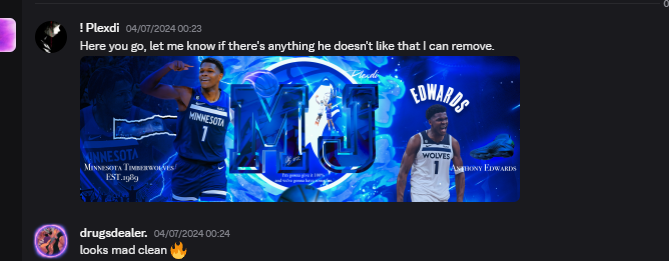 ! Plexdi 04/07/2024 00:23
Here you go, let me know if there's anything he doesn't like that I can remove.
Plexdi
MJ
EDWARDS
MINNESOTA
1
MINNESOTA
WOLVES
1
MINNESOTA TIMBERWOLVES
EST.1989
ANTHONY EDWARDS
drugsdealer. 04/07/2024 00:24
looks mad clean 🔥